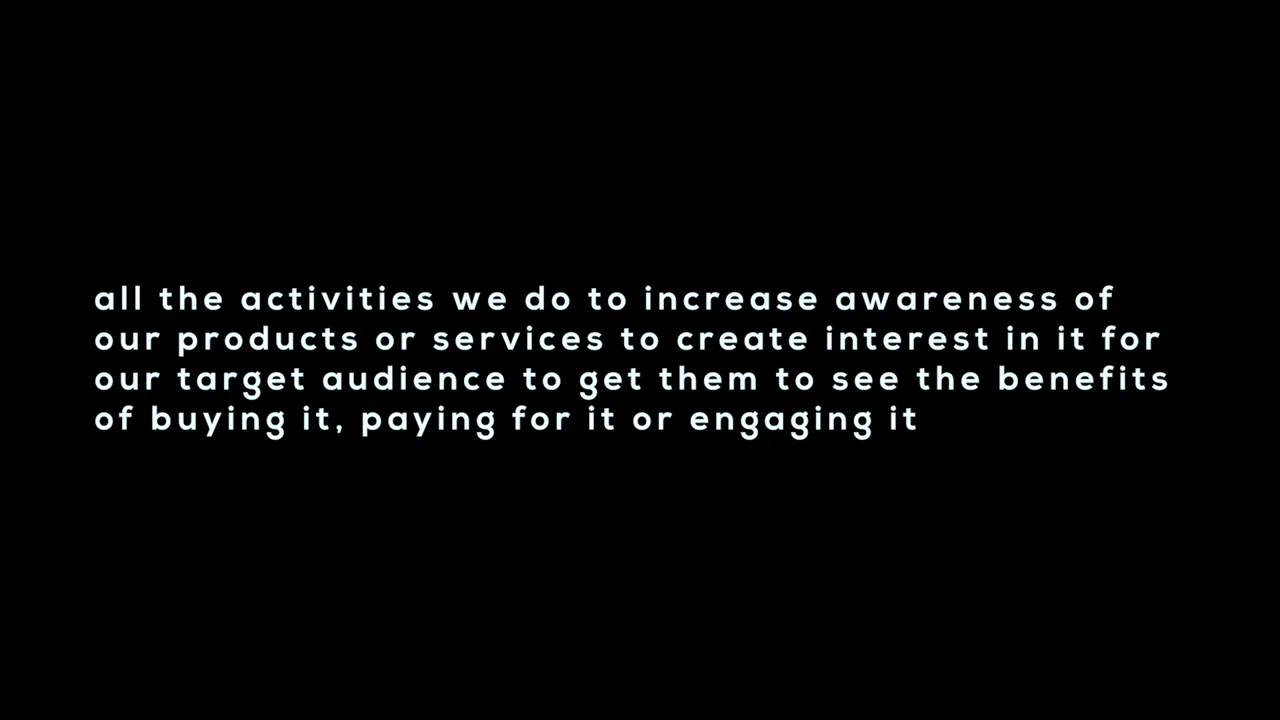 all the activities we do to increase awareness of
our products or services to create interest in it for
our target audience to get them to see the benefits
of buying it, paying for it or engaging it